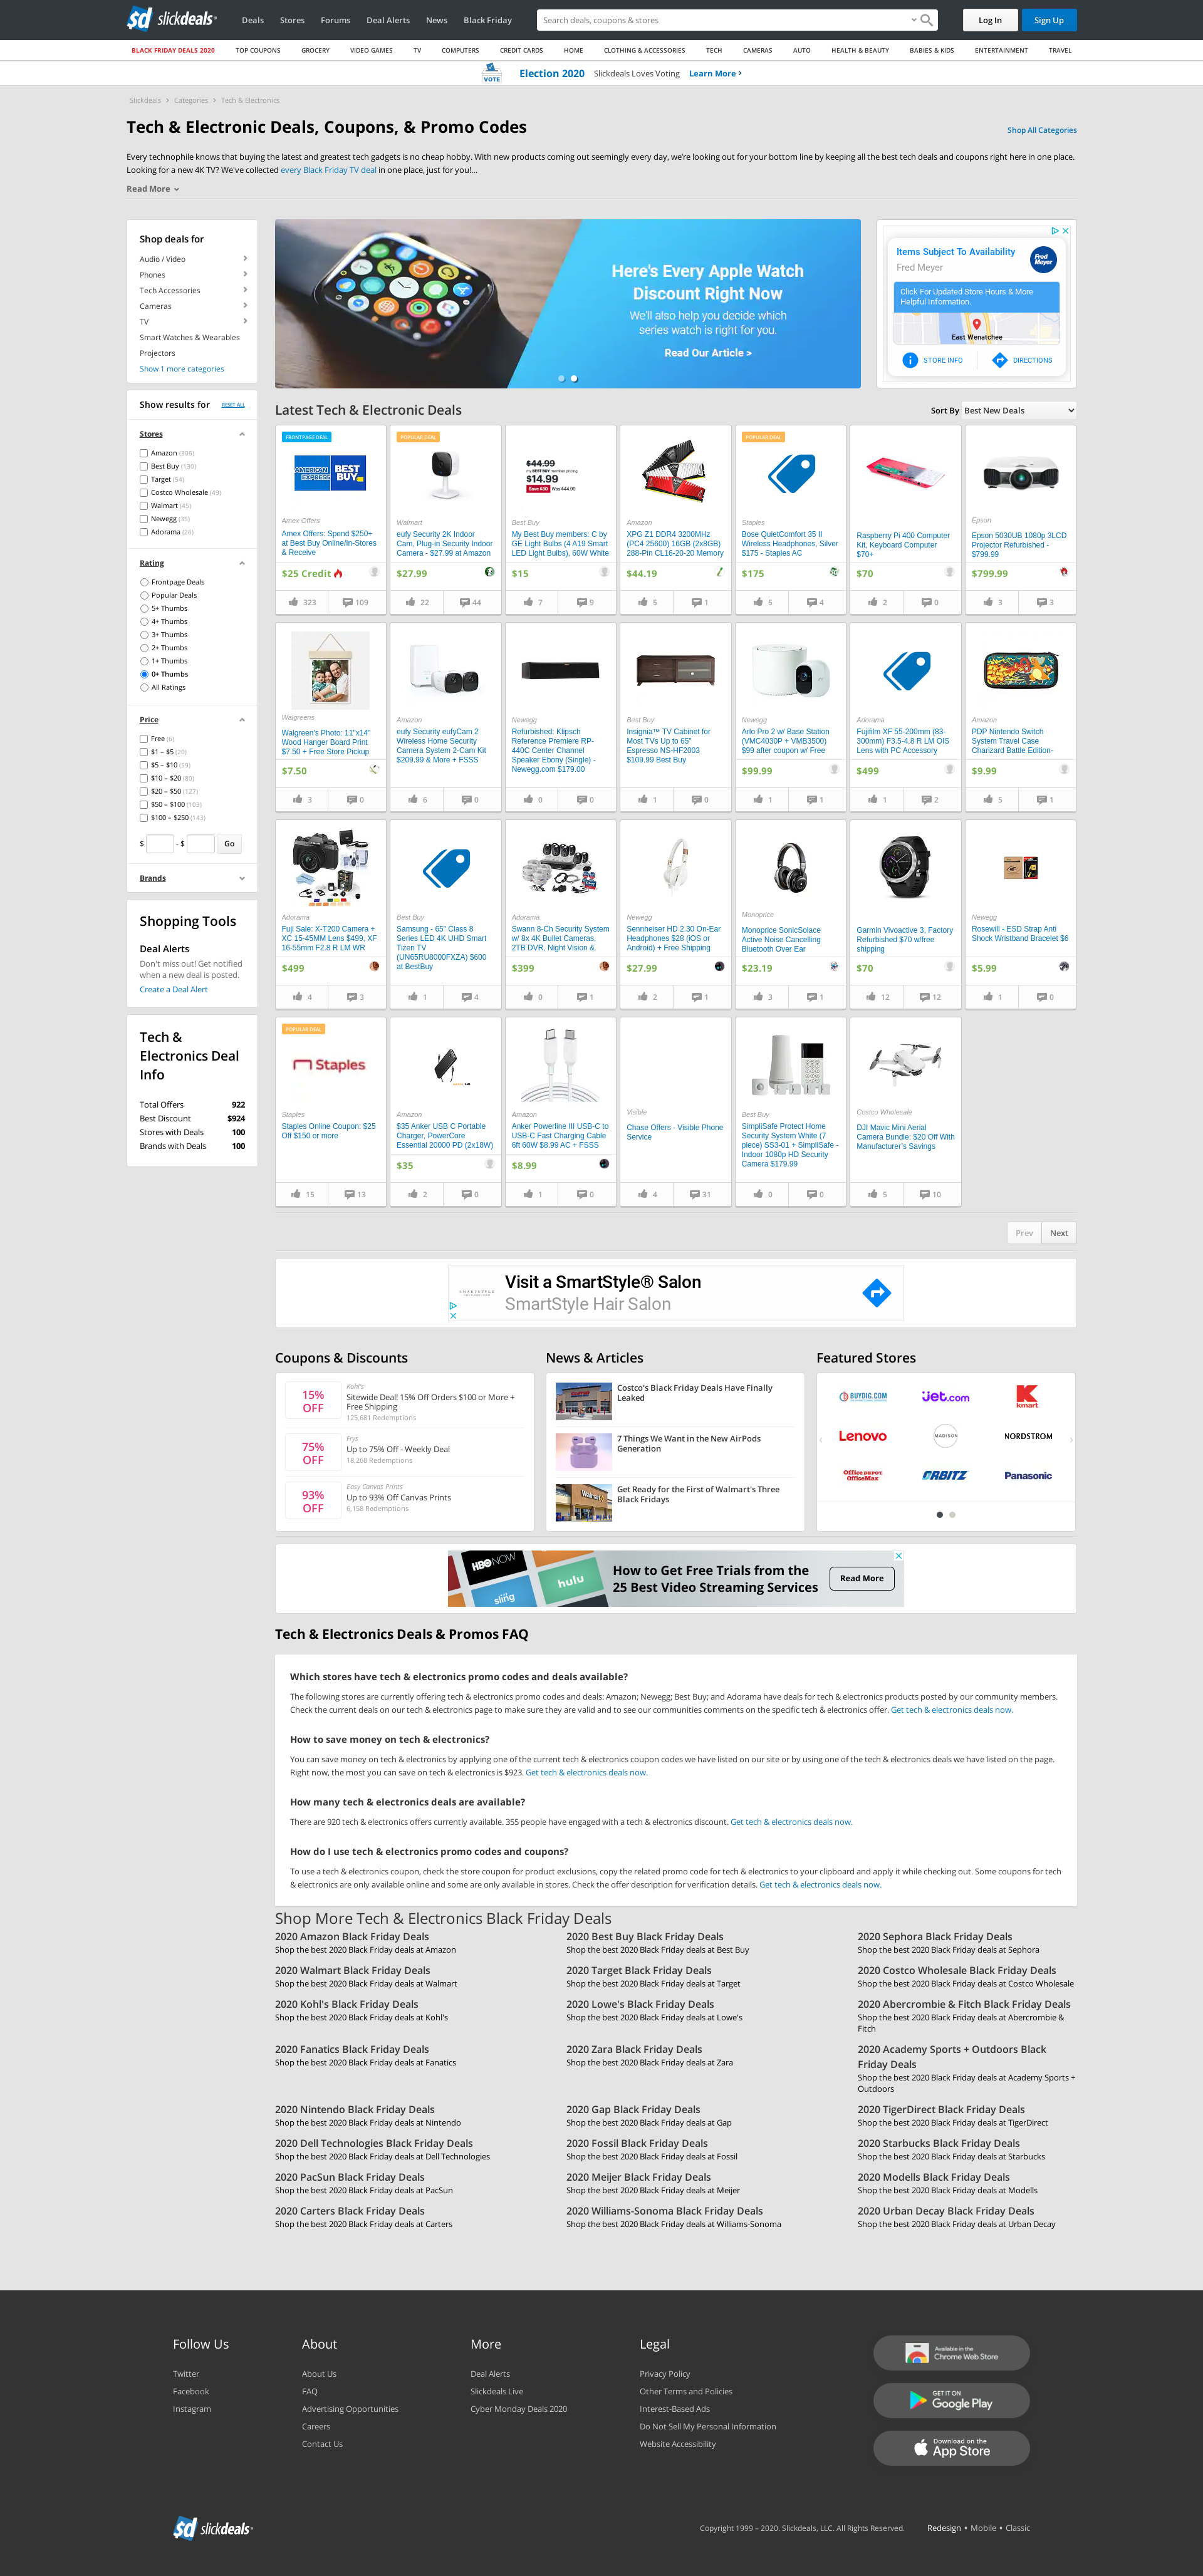 sd slickdeals
Deals Stores Forums Deal Alerts News Black Friday
Search deals, coupons & stores
Log In
Sign Up
BLACK FRIDAY DEALS 2020 TOP COUPONS GROCERY VIDEO GAMES TV COMPUTERS CREDIT CARDS HOME CLOTHING & ACCESSORIES TECH CAMERAS AUTO HEALTH & BEAUTY BABIES & KIDS ENTERTAINMENT TRAVEL
VOTE Election 2020 Slickdeals Loves Voting Learn More
Slickdeals Categories Tech & Electronics
Tech & Electronic Deals, Coupons, & Promo Codes
Shop All Categories
Every technophile knows that buying the latest and greatest tech gadgets is no cheap hobby. With new products coming out seemingly every day, we're looking out for your bottom line by keeping all the best tech deals and coupons right here in one place.
Looking for a new 4K TV? We've collected every Black Friday TV deal in one place, just for you!...
Read More
Shop deals for
Audio / Video
Phones
Tech Accessories
Cameras
TV
Smart Watches & Wearables
Projectors
Show 1 more categories
Show results for RESET ALL
Stores
Amazon (306)
Best Buy (130)
Target (54)
Costco Wholesale (49)
Walmart (45)
Newegg (35)
Adorama (26)
Rating
Frontpage Deals
Popular Deals
5+ Thumbs
4+ Thumbs
3+ Thumbs
2+ Thumbs
1+ Thumbs
0+ Thumbs
All Ratings
Price
Free (6)
$1 – $5 (20)
$5 – $10 (59)
$10 – $20 (80)
$20 – $50 (127)
$50 – $100 (103)
$100 – $250 (143)
$ - $ Go
Brands
Shopping Tools
Deal Alerts
Don't miss out! Get notified
when a new deal is posted.
Create a Deal Alert
Tech &
Electronics Deal
Info
Total Offers 922
Best Discount $924
Stores with Deals 100
Brands with Deals 100
Here's Every Apple Watch
Discount Right Now
We'll also help you decide which
series watch is right for you.
Read Our Article >
Items Subject To Availability
Fred Meyer
Fred Meyer
Click For Updated Store Hours & More
Helpful Information.
East Wenatchee
STORE INFO
DIRECTIONS
Latest Tech & Electronic Deals
Sort By Best New Deals
FRONTPAGE DEAL
AMERICAN EXPRESS BEST BUY
Amex Offers
Amex Offers: Spend $250+
at Best Buy Online/In-Stores
& Receive
$25 Credit
323 109
POPULAR DEAL
Walmart
eufy Security 2K Indoor
Cam, Plug-in Security Indoor
Camera - $27.99 at Amazon
$27.99
22 44
$44.99
my BEST BUY member pricing
$14.99
Save $30 Was $44.99
Best Buy
My Best Buy members: C by
GE Light Bulbs (4 A19 Smart
LED Light Bulbs), 60W White
$15
7 9
Amazon
XPG Z1 DDR4 3200MHz
(PC4 25600) 16GB (2x8GB)
288-Pin CL16-20-20 Memory
$44.19
5 1
POPULAR DEAL
Staples
Bose QuietComfort 35 II
Wireless Headphones, Silver
$175 - Staples AC
$175
5 4
Raspberry Pi 400 Computer
Kit, Keyboard Computer
$70+
$70
2 0
Epson
Epson 5030UB 1080p 3LCD
Projector Refurbished -
$799.99
$799.99
3 3
Walgreens
Walgreen's Photo: 11"x14"
Wood Hanger Board Print
$7.50 + Free Store Pickup
$7.50
3 0
Amazon
eufy Security eufyCam 2
Wireless Home Security
Camera System 2-Cam Kit
$209.99 & More + FSSS
6 0
Newegg
Refurbished: Klipsch
Reference Premiere RP-
440C Center Channel
Speaker Ebony (Single) -
Newegg.com $179.00
0 0
Best Buy
Insignia™ TV Cabinet for
Most TVs Up to 65"
Espresso NS-HF2003
$109.99 Best Buy
1 0
Newegg
Arlo Pro 2 w/ Base Station
(VMC4030P + VMB3500)
$99 after coupon w/ Free
$99.99
1 1
Adorama
Fujifilm XF 55-200mm (83-
300mm) F3.5-4.8 R LM OIS
Lens with PC Accessory
$499
1 2
Amazon
PDP Nintendo Switch
System Travel Case
Charizard Battle Edition-
$9.99
5 1
Adorama
Fuji Sale: X-T200 Camera +
XC 15-45MM Lens $499, XF
16-55mm F2.8 R LM WR
$499
4 3
Best Buy
Samsung - 65" Class 8
Series LED 4K UHD Smart
Tizen TV
(UN65RU8000FXZA) $600
at BestBuy
1 4
Adorama
Swann 8-Ch Security System
w/ 8x 4K Bullet Cameras,
2TB DVR, Night Vision &
$399
0 1
Newegg
Sennheiser HD 2.30 On-Ear
Headphones $28 (iOS or
Android) + Free Shipping
$27.99
2 1
Monoprice
Monoprice SonicSolace
Active Noise Cancelling
Bluetooth Over Ear
$23.19
3 1
Garmin Vivoactive 3, Factory
Refurbished $70 w/free
shipping
$70
12 12
Newegg
Rosewill - ESD Strap Anti
Shock Wristband Bracelet $6
$5.99
1 0
POPULAR DEAL
Staples
Staples
Staples Online Coupon: $25
Off $150 or more
15 13
Amazon
$35 Anker USB C Portable
Charger, PowerCore
Essential 20000 PD (2x18W)
$35
2 0
Amazon
Anker Powerline III USB-C to
USB-C Fast Charging Cable
6ft 60W $8.99 AC + FSSS
$8.99
1 0
Visible
Chase Offers - Visible Phone
Service
4 31
Best Buy
SimpliSafe Protect Home
Security System White (7
piece) SS3-01 + SimpliSafe -
Indoor 1080p HD Security
Camera $179.99
0 0
Costco Wholesale
DJI Mavic Mini Aerial
Camera Bundle: $20 Off With
Manufacturer's Savings
5 10
Prev Next
SMARTSTYLE
Visit a SmartStyle® Salon
SmartStyle Hair Salon
Coupons & Discounts
15% OFF
Kohl's
Sitewide Deal! 15% Off Orders $100 or More +
Free Shipping
125,681 Redemptions
75% OFF
Frys
Up to 75% Off - Weekly Deal
18,268 Redemptions
93% OFF
Easy Canvas Prints
Up to 93% Off Canvas Prints
6,158 Redemptions
News & Articles
Costco's Black Friday Deals Have Finally
Leaked
7 Things We Want in the New AirPods
Generation
Walmart
Get Ready for the First of Walmart's Three
Black Fridays
Featured Stores
BUYDIG.COM jet.com K kmart
Lenovo MADISON NORDSTROM
Office DEPOT OfficeMax ORBITZ Panasonic
HBO NOW
hulu
sling
How to Get Free Trials from the
25 Best Video Streaming Services
Read More
Tech & Electronics Deals & Promos FAQ
Which stores have tech & electronics promo codes and deals available?
The following stores are currently offering tech & electronics promo codes and deals: Amazon; Newegg; Best Buy; and Adorama have deals for tech & electronics products posted by our community members.
Check the current deals on our tech & electronics page to make sure they are valid and to see our communities comments on the specific tech & electronics offer. Get tech & electronics deals now.
How to save money on tech & electronics?
You can save money on tech & electronics by applying one of the current tech & electronics coupon codes we have listed on our site or by using one of the tech & electronics deals we have listed on the page.
Right now, the most you can save on tech & electronics is $923. Get tech & electronics deals now.
How many tech & electronics deals are available?
There are 920 tech & electronics offers currently available. 355 people have engaged with a tech & electronics discount. Get tech & electronics deals now.
How do I use tech & electronics promo codes and coupons?
To use a tech & electronics coupon, check the store coupon for product exclusions, copy the related promo code for tech & electronics to your clipboard and apply it while checking out. Some coupons for tech
& electronics are only available online and some are only available in stores. Check the offer description for verification details. Get tech & electronics deals now.
Shop More Tech & Electronics Black Friday Deals
2020 Amazon Black Friday Deals
Shop the best 2020 Black Friday deals at Amazon
2020 Best Buy Black Friday Deals
Shop the best 2020 Black Friday deals at Best Buy
2020 Sephora Black Friday Deals
Shop the best 2020 Black Friday deals at Sephora
2020 Walmart Black Friday Deals
Shop the best 2020 Black Friday deals at Walmart
2020 Target Black Friday Deals
Shop the best 2020 Black Friday deals at Target
2020 Costco Wholesale Black Friday Deals
Shop the best 2020 Black Friday deals at Costco Wholesale
2020 Kohl's Black Friday Deals
Shop the best 2020 Black Friday deals at Kohl's
2020 Lowe's Black Friday Deals
Shop the best 2020 Black Friday deals at Lowe's
2020 Abercrombie & Fitch Black Friday Deals
Shop the best 2020 Black Friday deals at Abercrombie &
Fitch
2020 Fanatics Black Friday Deals
Shop the best 2020 Black Friday deals at Fanatics
2020 Zara Black Friday Deals
Shop the best 2020 Black Friday deals at Zara
2020 Academy Sports + Outdoors Black
Friday Deals
Shop the best 2020 Black Friday deals at Academy Sports +
Outdoors
2020 Nintendo Black Friday Deals
Shop the best 2020 Black Friday deals at Nintendo
2020 Gap Black Friday Deals
Shop the best 2020 Black Friday deals at Gap
2020 TigerDirect Black Friday Deals
Shop the best 2020 Black Friday deals at TigerDirect
2020 Dell Technologies Black Friday Deals
Shop the best 2020 Black Friday deals at Dell Technologies
2020 Fossil Black Friday Deals
Shop the best 2020 Black Friday deals at Fossil
2020 Starbucks Black Friday Deals
Shop the best 2020 Black Friday deals at Starbucks
2020 PacSun Black Friday Deals
Shop the best 2020 Black Friday deals at PacSun
2020 Meijer Black Friday Deals
Shop the best 2020 Black Friday deals at Meijer
2020 Modells Black Friday Deals
Shop the best 2020 Black Friday deals at Modells
2020 Carters Black Friday Deals
Shop the best 2020 Black Friday deals at Carters
2020 Williams-Sonoma Black Friday Deals
Shop the best 2020 Black Friday deals at Williams-Sonoma
2020 Urban Decay Black Friday Deals
Shop the best 2020 Black Friday deals at Urban Decay
Follow Us
Twitter
Facebook
Instagram
About
About Us
FAQ
Advertising Opportunities
Careers
Contact Us
More
Deal Alerts
Slickdeals Live
Cyber Monday Deals 2020
Legal
Privacy Policy
Other Terms and Policies
Interest-Based Ads
Do Not Sell My Personal Information
Website Accessibility
Available in the
Chrome Web Store
GET IT ON
Google Play
Download on the
App Store
sd slickdeals
Copyright 1999 – 2020. Slickdeals, LLC. All Rights Reserved.
Redesign • Mobile • Classic